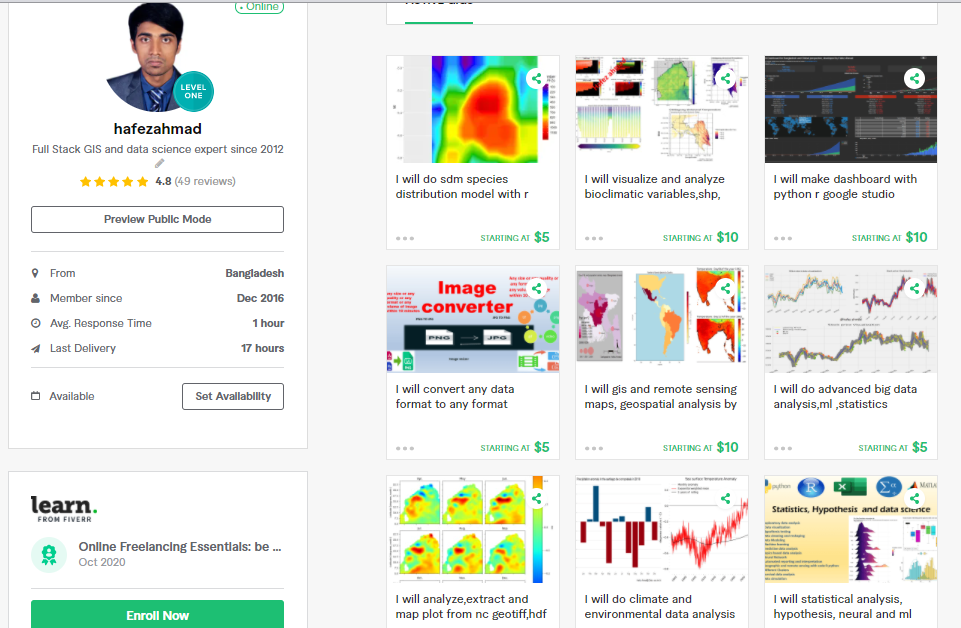 Online
LEVEL
ONE
hafezahmad
Full Stack GIS and data science expert since 2012
4.8 (49 reviews)
Preview Public Mode
From Bangladesh
Member since Dec 2016
Avg. Response Time 1 hour
Last Delivery 17 hours
Available
Set Availability
learn.
FROM FIVERR
Online Freelancing Essentials: be ...
Oct 2020
Enroll Now
I will do sdm species
distribution model with r
STARTING AT $5
I will visualize and analyze
bioclimatic variables,shp,
STARTING AT $10
I will make dashboard with
python r google studio
STARTING AT $10
Image
converter
PNG
JPG
I will convert any data
format to any format
STARTING AT $5
I will gis and remote sensing
maps, geospatial analysis by
STARTING AT $10
I will do advanced big data
analysis,ml ,statistics
STARTING AT $5
I will analyze,extract and
map plot from nc geotiff,hdf
I will do climate and
environmental data analysis
python
R
Statistics, Hypothesis and data science
I will statistical analysis,
hypothesis, neural and ml